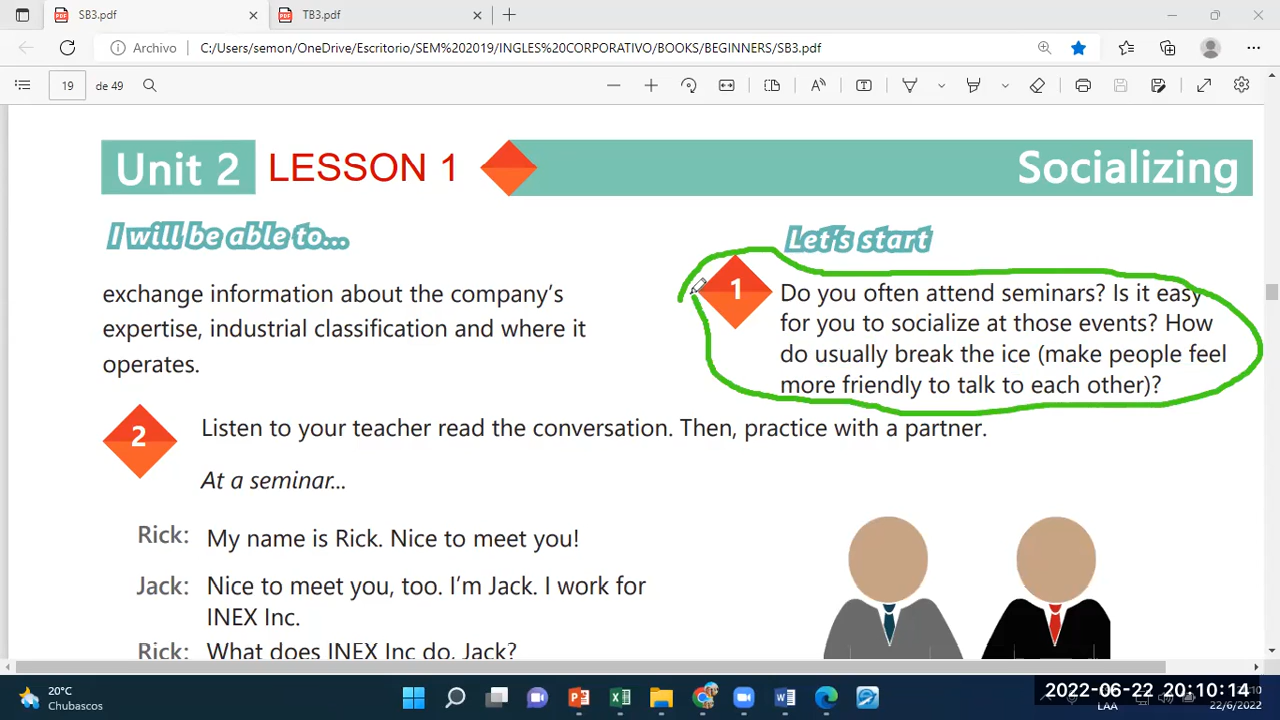 SB3.pdf
TB3.pdf
Archivo
C:/Users/semon/OneDrive/Escritorio/SEM%202019/INGLES%20CORPORATIVO/BOOKS/BEGINNERS/SB3.pdf
19
de 49
Unit 2
LESSON 1
Socializing
I will be able to...
exchange information about the company's
expertise, industrial classification and where it
operates.
Let's start
1
Do you often attend seminars? Is it easy
for you to socialize at those events? How
do usually break the ice (make people feel
more friendly to talk to each other)?
2
Listen to your teacher read the conversation. Then, practice with a partner.
At a seminar...
Rick: My name is Rick. Nice to meet you!
Jack: Nice to meet you, too. I'm Jack. I work for
INEX Inc.
Rick: What does INEX Inc do, Jack?
20°C
Chubascos
2022-06-22 20:10:14
LAA
22/6/2022